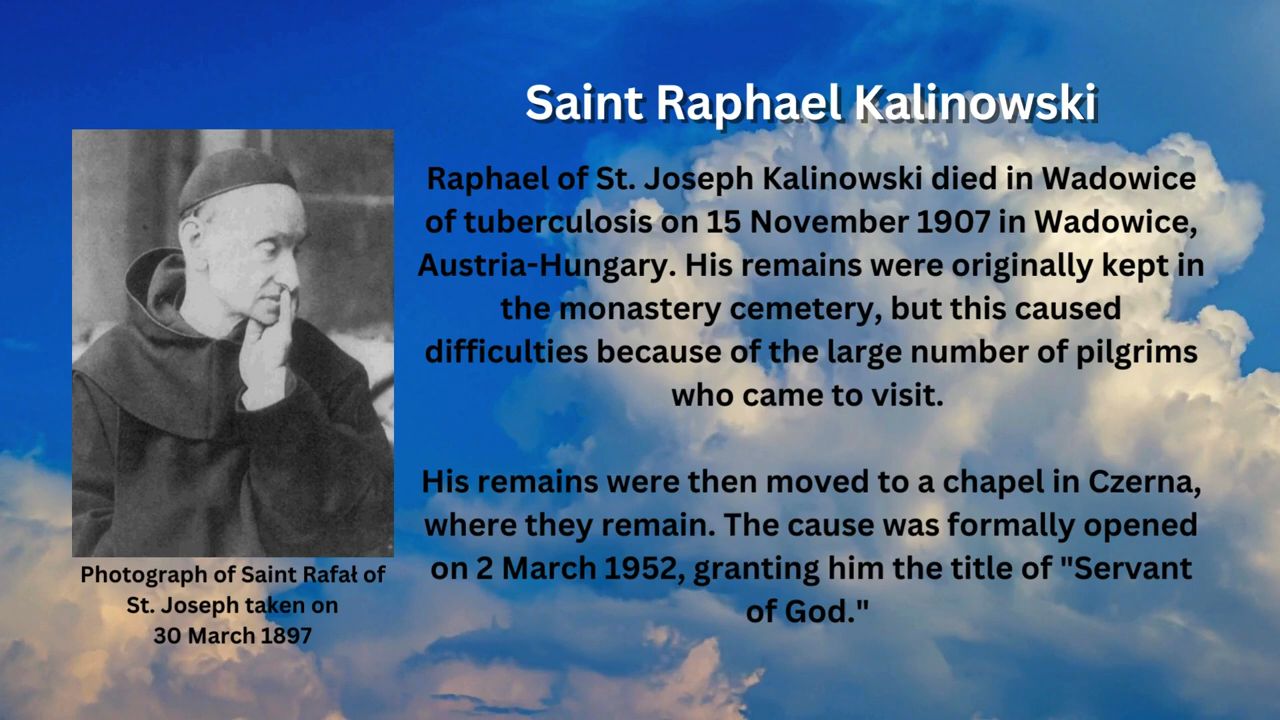 Saint Raphael Kalinowski
Raphael of St. Joseph Kalinowski died in Wadowice
of tuberculosis on 15 November 1907 in Wadowice,
Austria-Hungary. His remains were originally kept in
the monastery cemetery, but this caused
difficulties because of the large number of pilgrims
who came to visit.
His remains were then moved to a chapel in Czerna,
where they remain. The cause was formally opened
on 2 March 1952, granting him the title of "Servant
of God."
Photograph of Saint Rafał of
St. Joseph taken on
30 March 1897